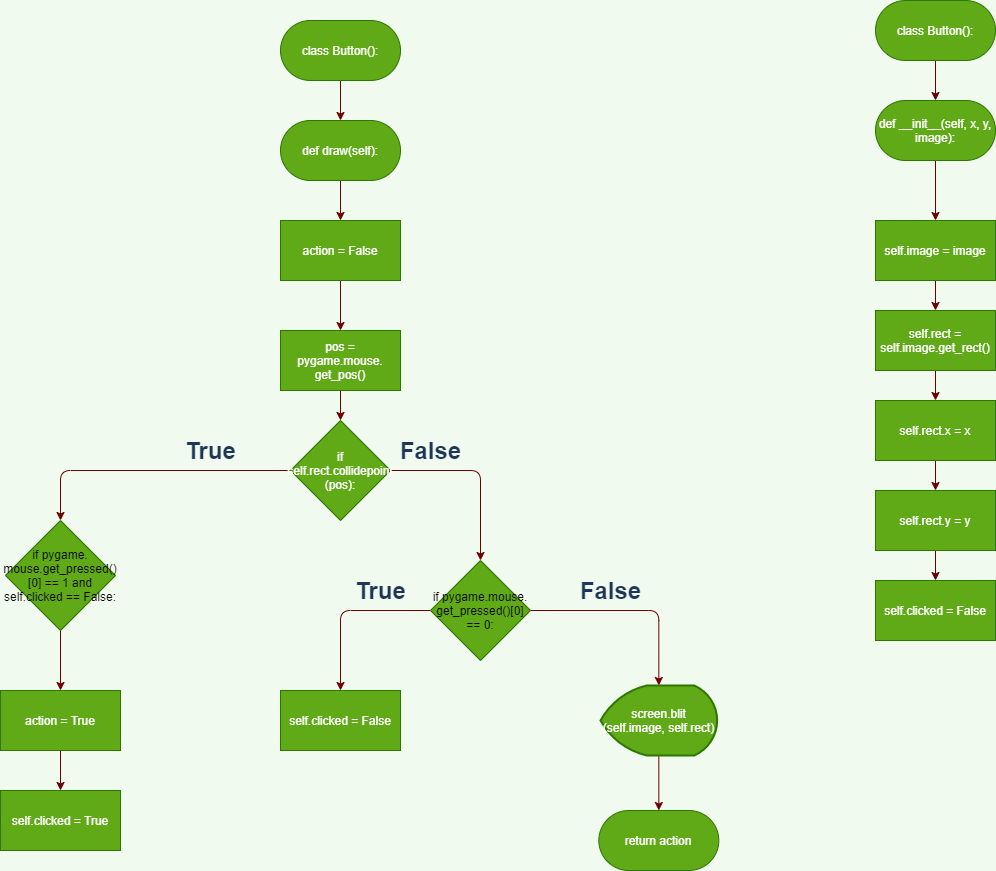 class Button():
def draw(self):
action = False
pos =
pygame.mouse.
get_pos()
True
False
if
self.rect.collidepoint
(pos):
if pygame.
mouse.get_pressed()
[0] == 1 and
self.clicked == False:
action = True
self.clicked = True
True
False
if pygame.mouse.
get_pressed()[0]
== 0:
self.clicked = False
screen.blit
(self.image, self.rect)
return action
class Button():
def __init__(self, x, y,
image):
self.image = image
self.rect =
self.image.get_rect()
self.rect.x = x
self.rect.y = y
self.clicked = False